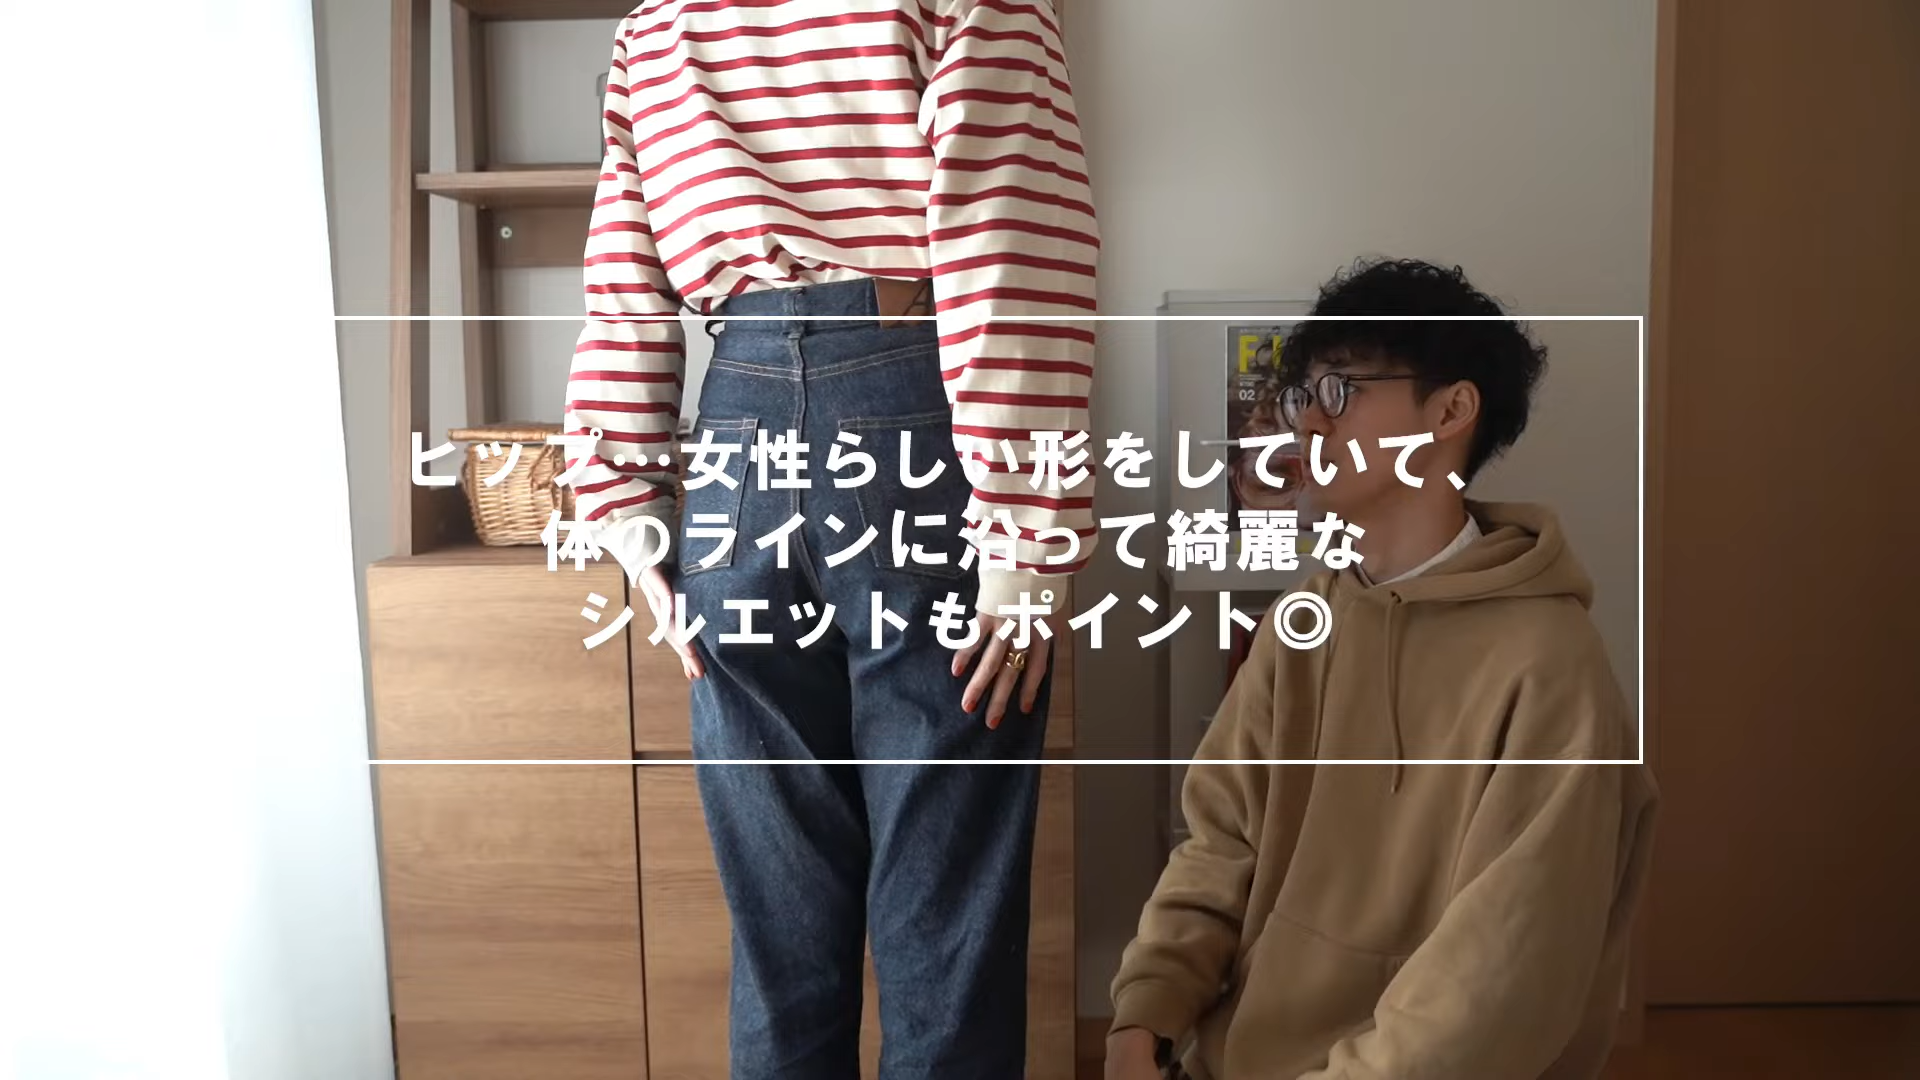 ヒップ…女性らしい形をしていて、
体のラインに沿って綺麗な
シルエットもポイント◎
02